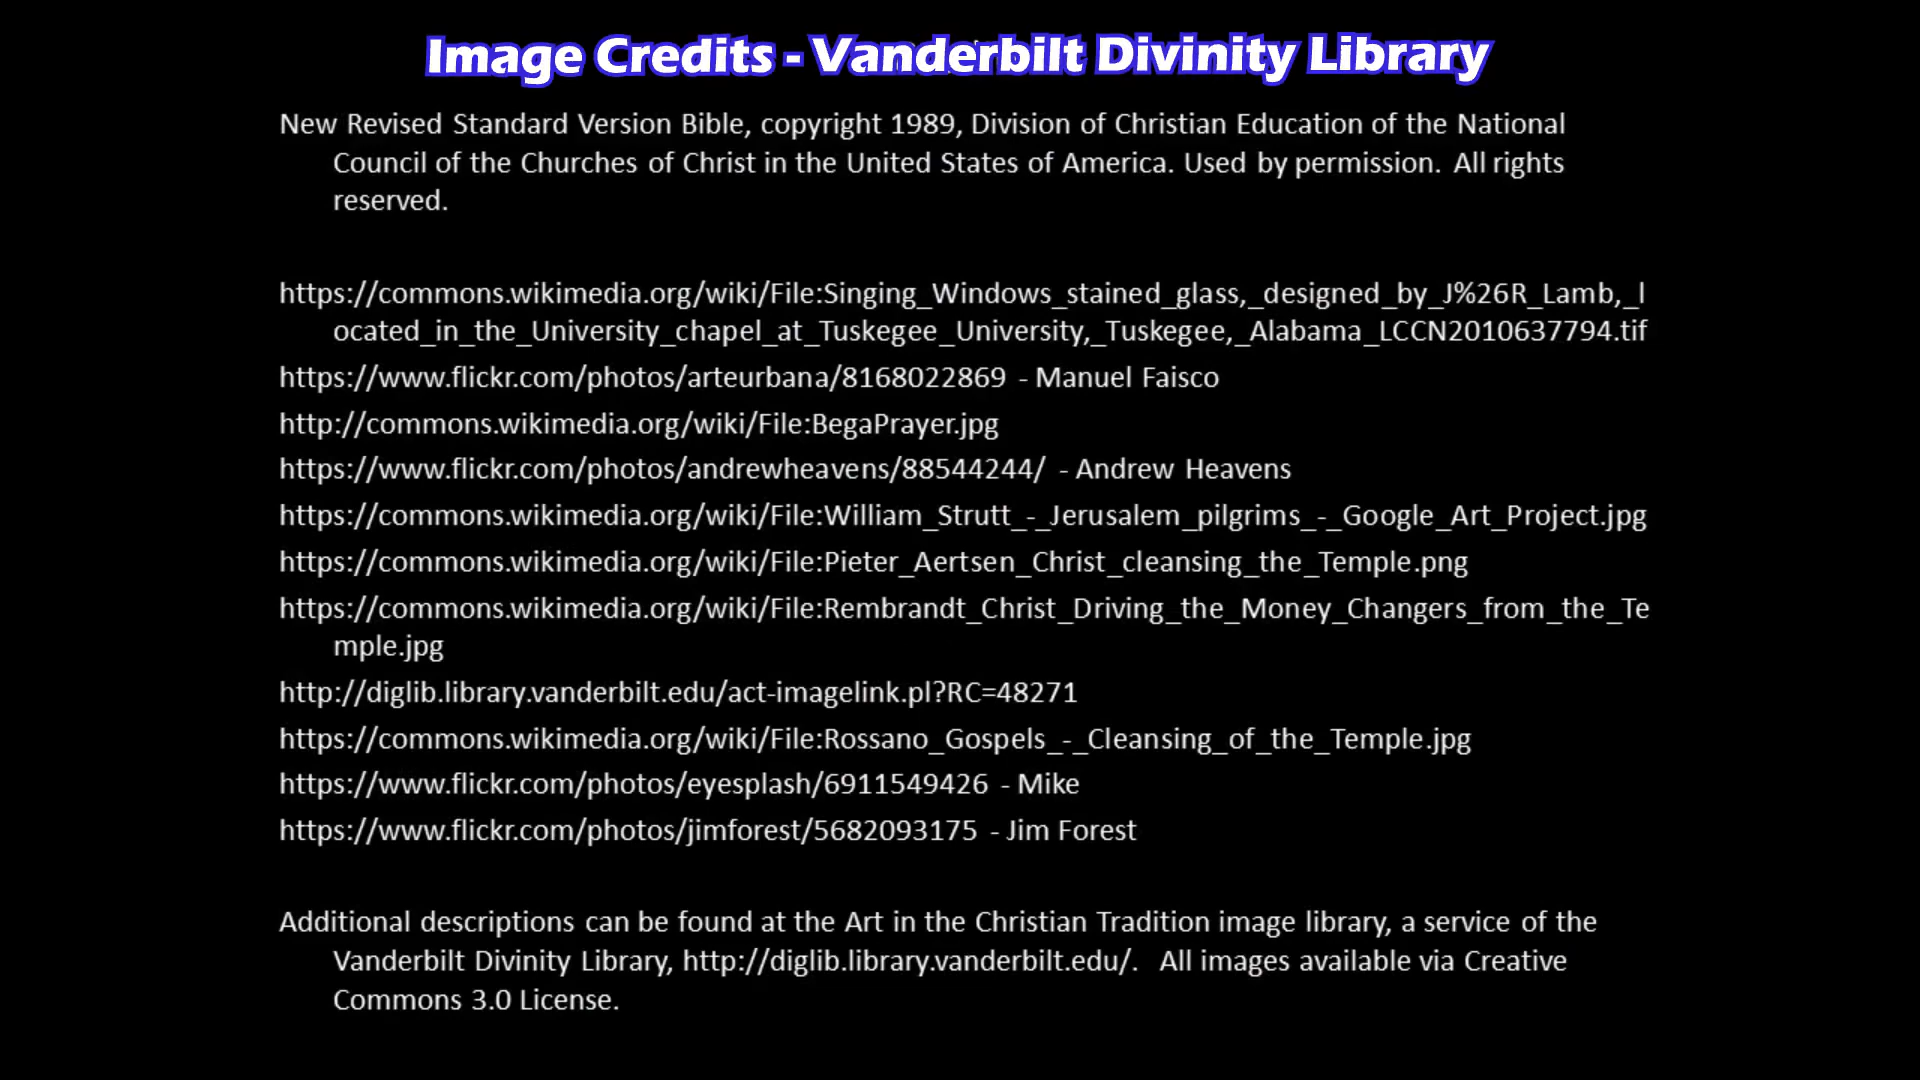 Image Credits - Vanderbilt Divinity Library
New Revised Standard Version Bible, copyright 1989, Division of Christian Education of the National
Council of the Churches of Christ in the United States of America. Used by permission. All rights
reserved.
https://commons.wikimedia.org/wiki/File:Singing_Windows_stained_glass,_designed_by_J%26R_Lamb,_l
ocated_in_the_University_chapel_at_Tuskegee_University,_Tuskegee,_Alabama_LCCN2010637794.tif
https://www.flickr.com/photos/arteurbana/8168022869 - Manuel Faisco
http://commons.wikimedia.org/wiki/File:BegaPrayer.jpg
https://www.flickr.com/photos/andrewheavens/88544244/ - Andrew Heavens
https://commons.wikimedia.org/wiki/File:William_Strutt_-_Jerusalem_pilgrims_-_Google_Art_Project.jpg
https://commons.wikimedia.org/wiki/File:Pieter_Aertsen_Christ_cleansing_the_Temple.png
https://commons.wikimedia.org/wiki/File:Rembrandt_Christ_Driving_the_Money_Changers_from_the_Te
mple.jpg
http://diglib.library.vanderbilt.edu/act-imagelink.pl?RC=48271
https://commons.wikimedia.org/wiki/File:Rossano_Gospels_-_Cleansing_of_the_Temple.jpg
https://www.flickr.com/photos/eyesplash/6911549426 - Mike
https://www.flickr.com/photos/jimforest/5682093175 - Jim Forest
Additional descriptions can be found at the Art in the Christian Tradition image library, a service of the
Vanderbilt Divinity Library, http://diglib.library.vanderbilt.edu/. All images available via Creative
Commons 3.0 License.